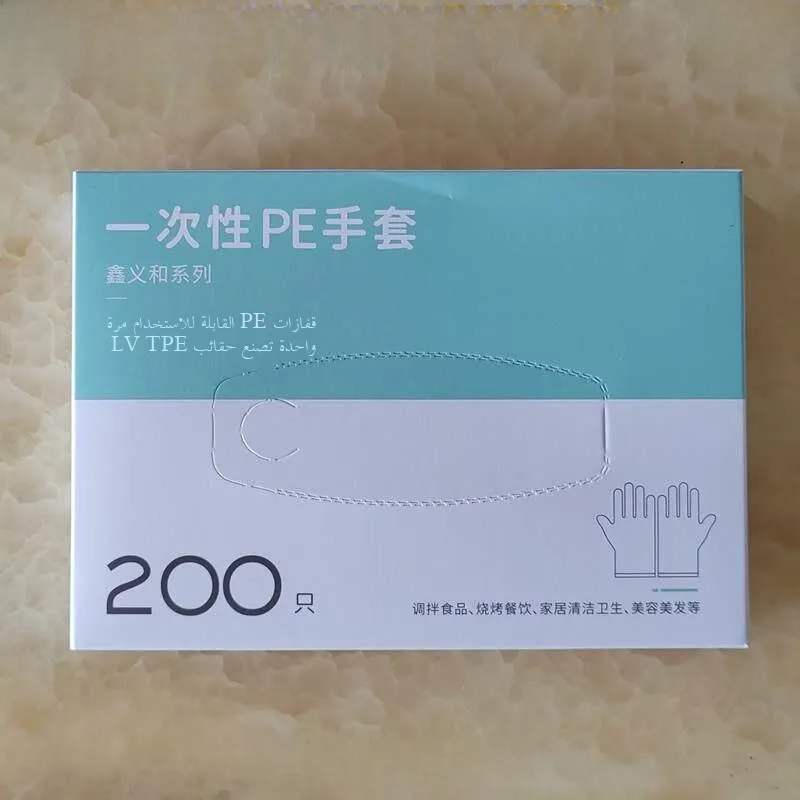 一次性PE手套
鑫义和系列
قفازات PE القابلة للاستخدام مرة
واحدة تصنع حقائب LV TPE
200只
调拌食品、烧烤餐饮、家居清洁卫生、美容美发等